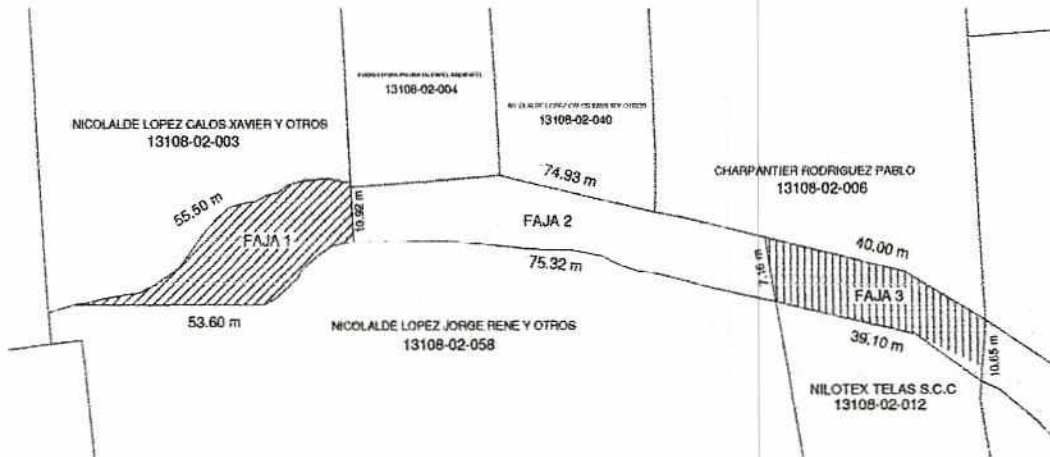 13108-02-004
13108-02-040
NICOLALDE LOPEZ CALOS XAVIER Y OTROS
13108-02-003
CHARPANTIER RODRIGUEZ PABLO
13108-02-006
55.50 m
10.92 m
74.93 m
FAJA 1
FAJA 2
75.32 m
7.16 m
40.00 m
FAJA 3
53.60 m
NICOLALDE LOPEZ JORGE RENE Y OTROS
13108-02-058
39.10 m
10.65 m
NILOTEX TELAS S.C.C
13108-02-012